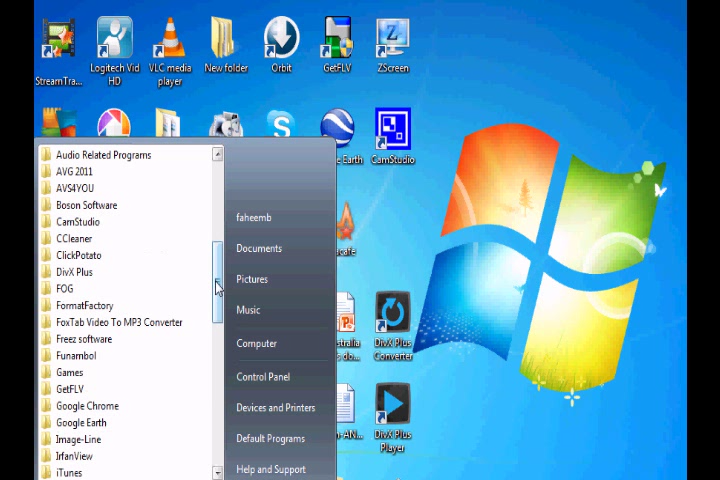 StreamTra...
Logitech Vid HD
VLC media player
New folder
Orbit
GetFLV
ZScreen
Earth
CamStudio
Audio Related Programs
AVG 2011
AVS4YOU
Boson Software
CamStudio
CCleaner
ClickPotato
DivX Plus
FOG
FormatFactory
FoxTab Video To MP3 Converter
Freez software
Funambol
Games
GetFLV
Google Chrome
Google Earth
Image-Line
IrfanView
iTunes
faheemb
Documents
Pictures
Music
Computer
Control Panel
Devices and Printers
Default Programs
Help and Support
DivX Plus Converter
DivX Plus Player